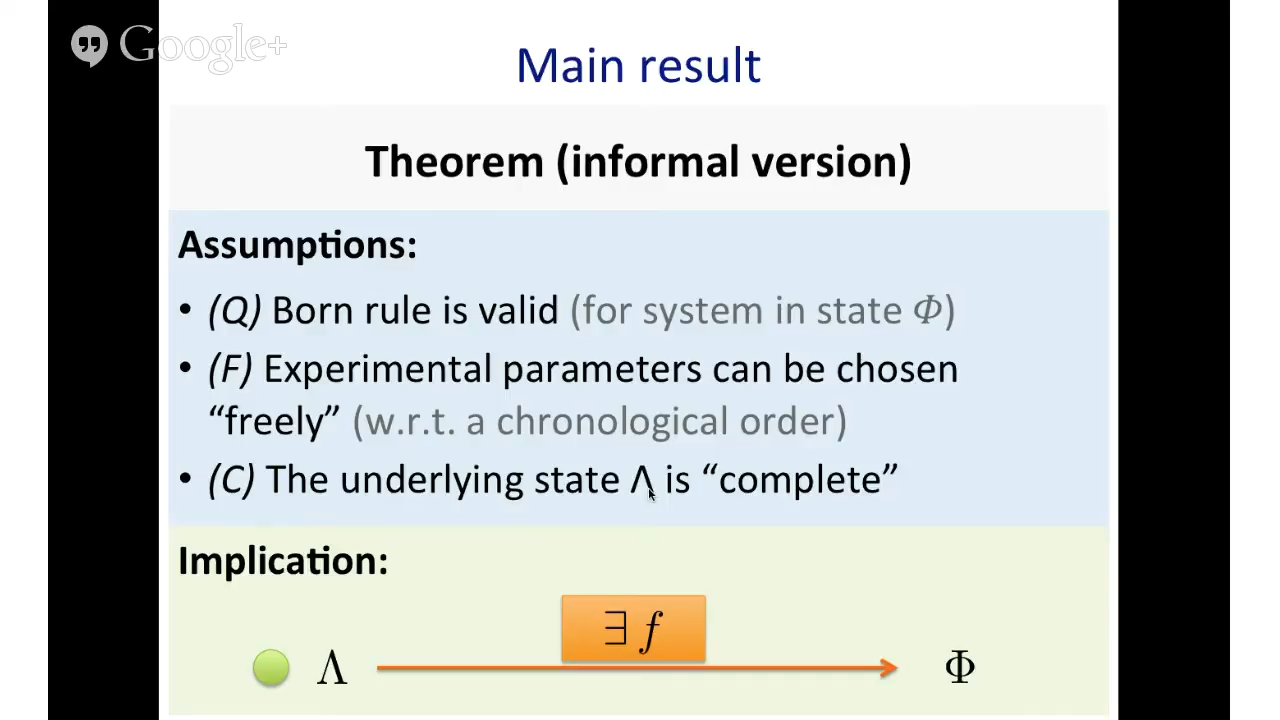 Google+
Main result
Theorem (informal version)
Assumptions:
• (Q) Born rule is valid (for system in state Φ)
• (F) Experimental parameters can be chosen
“freely” (w.r.t. a chronological order)
• (C) The underlying state Λ is “complete”
Implication:
∃ f
Λ Φ